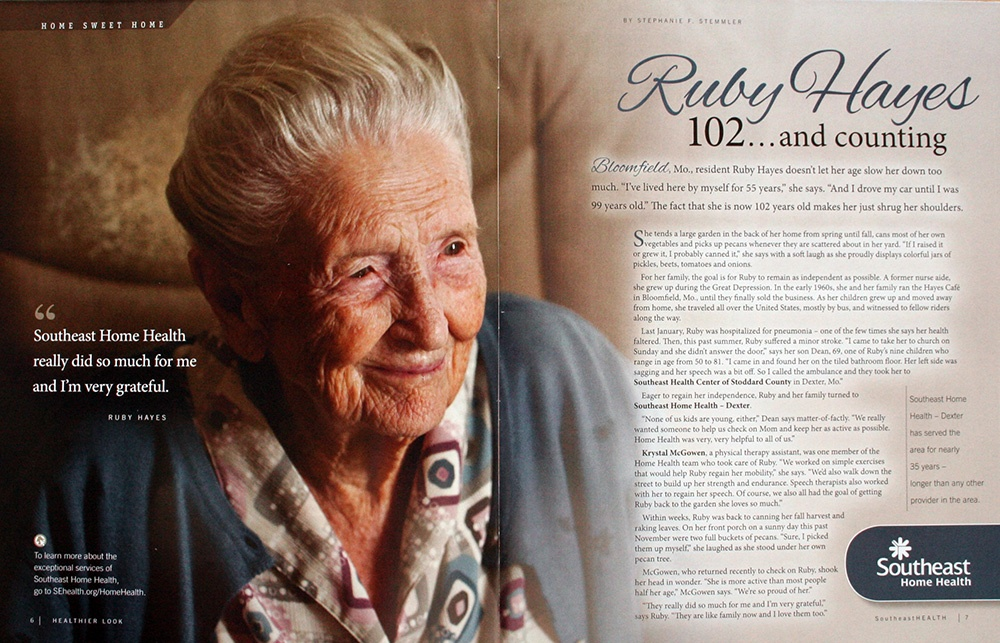 HOME SWEET HOME
“
Southeast Home Health
really did so much for me
and I’m very grateful.
RUBY HAYES
To learn more about the
exceptional services of
Southeast Home Health,
go to SEhealth.org/HomeHealth.
6 | HEALTHIER LOOK
BY STEPHANIE F. STEMMLER
Ruby Hayes
102...and counting
Bloomfield, Mo., resident Ruby Hayes doesn’t let her age slow her down too
much. “I’ve lived here by myself for 55 years,” she says. “And I drove my car until I was
99 years old.” The fact that she is now 102 years old makes her just shrug her shoulders.
She tends a large garden in the back of her home from spring until fall, cans most of her own
vegetables and picks up pecans whenever they are scattered about in her yard. “If I raised it
or grew it, I probably canned it,” she says with a soft laugh as she proudly displays colorful jars of
pickles, beets, tomatoes and onions.
For her family, the goal is for Ruby to remain as independent as possible. A former nurse aide,
she grew up during the Great Depression. In the early 1960s, she and her family ran the Hayes Café
in Bloomfield, Mo., until they finally sold the business. As her children grew up and moved away
from home, she traveled all over the United States, mostly by bus, and witnessed to fellow riders
along the way.
Last January, Ruby was hospitalized for pneumonia – one of the few times she says her health
faltered. Then, this past summer, Ruby suffered a minor stroke. “I came to take her to church on
Sunday and she didn’t answer the door,” says her son Dean, 69, one of Ruby’s nine children who
range in age from 50 to 81. “I came in and found her on the tiled bathroom floor. Her left side was
sagging and her speech was a bit off. So I called the ambulance and they took her to
Southeast Health Center of Stoddard County in Dexter, Mo.”
Eager to regain her independence, Ruby and her family turned to
Southeast Home Health – Dexter.
“None of us kids are young, either,” Dean says matter-of-factly. “We really
wanted someone to help us check on Mom and keep her as active as possible.
Home Health was very, very helpful to all of us.”
Krystal McGowen, a physical therapy assistant, was one member of the
Home Health team who took care of Ruby. “We worked on simple exercises
that would help Ruby regain her mobility,” she says. “We’d also walk down the
street to build up her strength and endurance. Speech therapists also worked
with her to regain her speech. Of course, we also all had the goal of getting
Ruby back to the garden she loves so much.”
Within weeks, Ruby was back to canning her fall harvest and
raking leaves. On her front porch on a sunny day this past
November were two full buckets of pecans. “Sure, I picked
them up myself,” she laughed as she stood under her own
pecan tree.
McGowen, who returned recently to check on Ruby, shook
her head in wonder. “She is more active than most people
half her age,” McGowen says. “We’re so proud of her.”
“They really did so much for me and I’m very grateful,”
says Ruby. “They are like family now and I love them too.”
Southeast Home
Health – Dexter
has served the
area for nearly
35 years –
longer than any other
provider in the area.
Southeast
Home Health
SoutheastHEALTH | 7